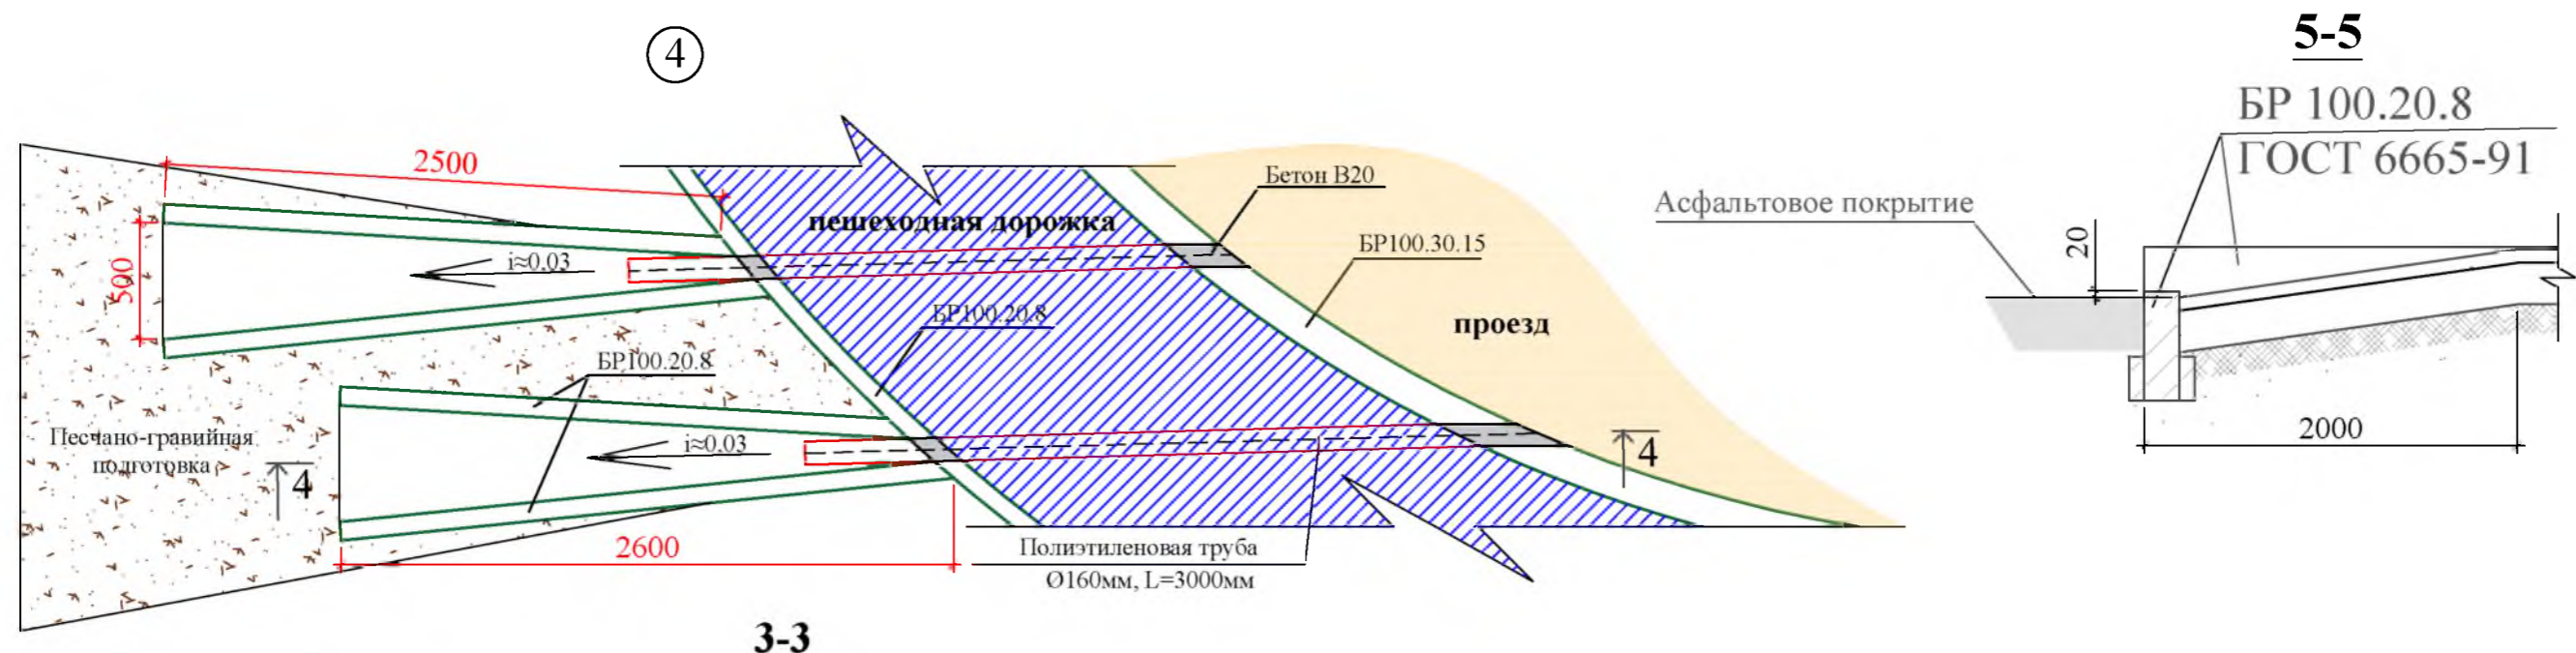 4
2500
500
i≈0.03
пешеходная дорожка
Бетон В20
БР100.30.15
проезд
БР100.20.8
БР100.20.8
Песчано-гравийная
подготовка
i≈0.03
4
4
2600
Полиэтиленовая труба
Ø160мм, L=3000мм
3-3
5-5
БР 100.20.8
ГОСТ 6665-91
Асфальтовое покрытие
20
2000